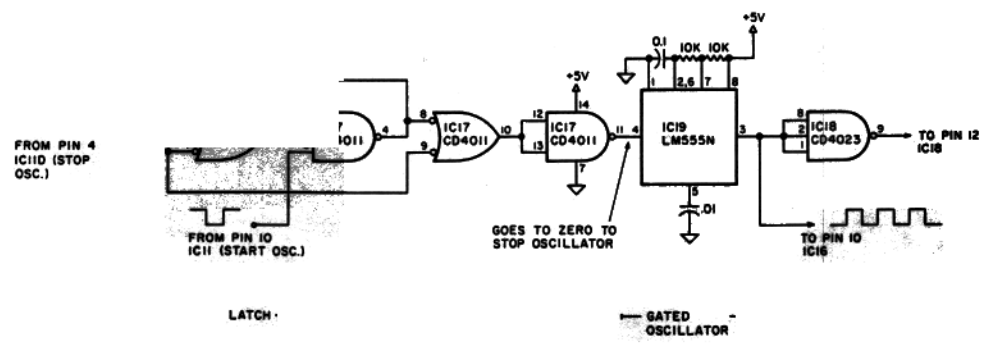 +5V
0.1
10K
10K
+5V
1
2,6
7
8
14
8
4
IC17
CD4011
9
10
12
IC17
CD4011
13
11
7
4
IC19
LM555N
3
5
.01
8
2
1
IC18
CD4023
9
TO PIN 12
IC18
FROM PIN 4
IC11D (STOP
OSC.)
4011
GOES TO ZERO TO
STOP OSCILLATOR
TO PIN 10
IC16
FROM PIN 10
IC11 (START OSC.)
LATCH
GATED
OSCILLATOR